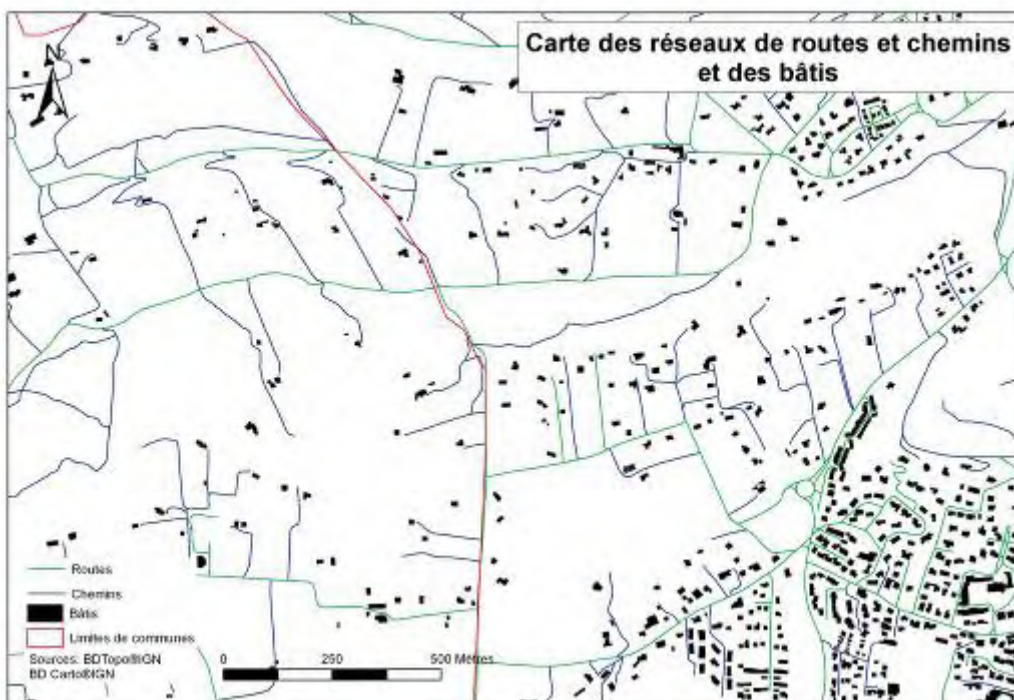 Carte des réseaux de routes et chemins
et des bâtis
N
Routes
Chemins
Bâtis
Limites de communes
Sources: BDTopo®IGN
BD Carto®IGN
0 250 500 Mètres